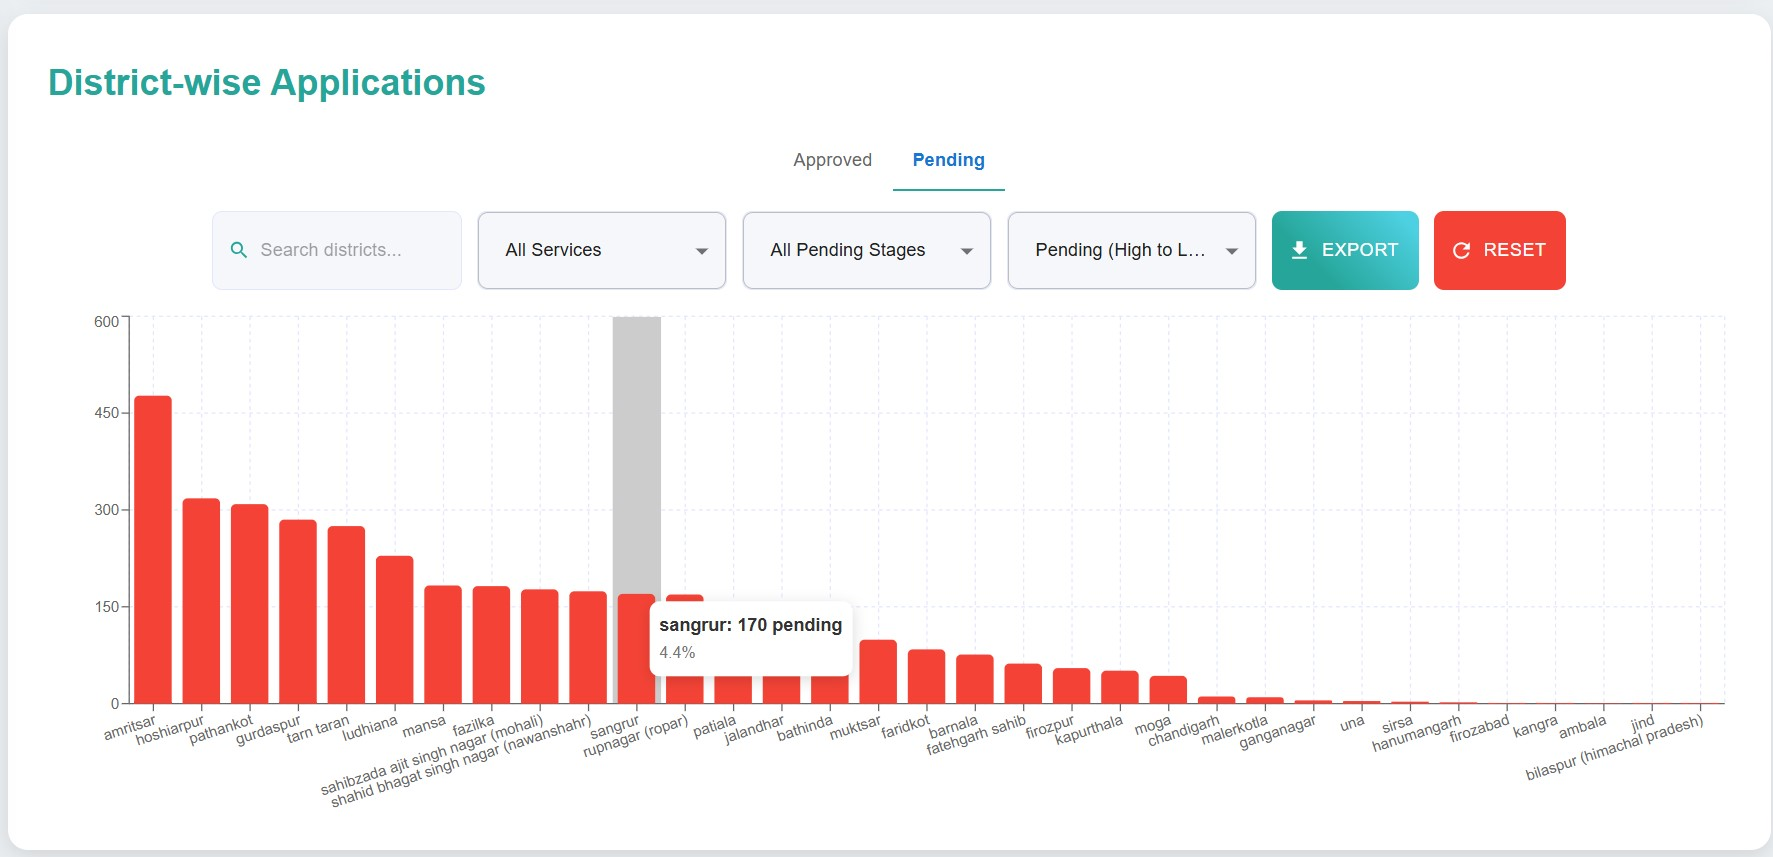 District-wise Applications
Approved
Pending
Search districts...
All Services
All Pending Stages
Pending (High to L...
EXPORT
RESET
600
450
300
150
0
sangrur: 170 pending
4.4%
amritsar
hoshiarpur
pathankot
gurdaspur
tarn taran
ludhiana
mansa
fazilka
sahibzada ajit singh nagar (mohali)
shahid bhagat singh nagar (nawanshahr)
sangrur
rupnagar (ropar)
patiala
jalandhar
bathinda
muktsar
faridkot
barnala
fatehgarh sahib
firozpur
kapurthala
moga
chandigarh
malerkotla
ganganagar
una
sirsa
hanumangarh
firozabad
kangra
ambala
jind
bilaspur (himachal pradesh)